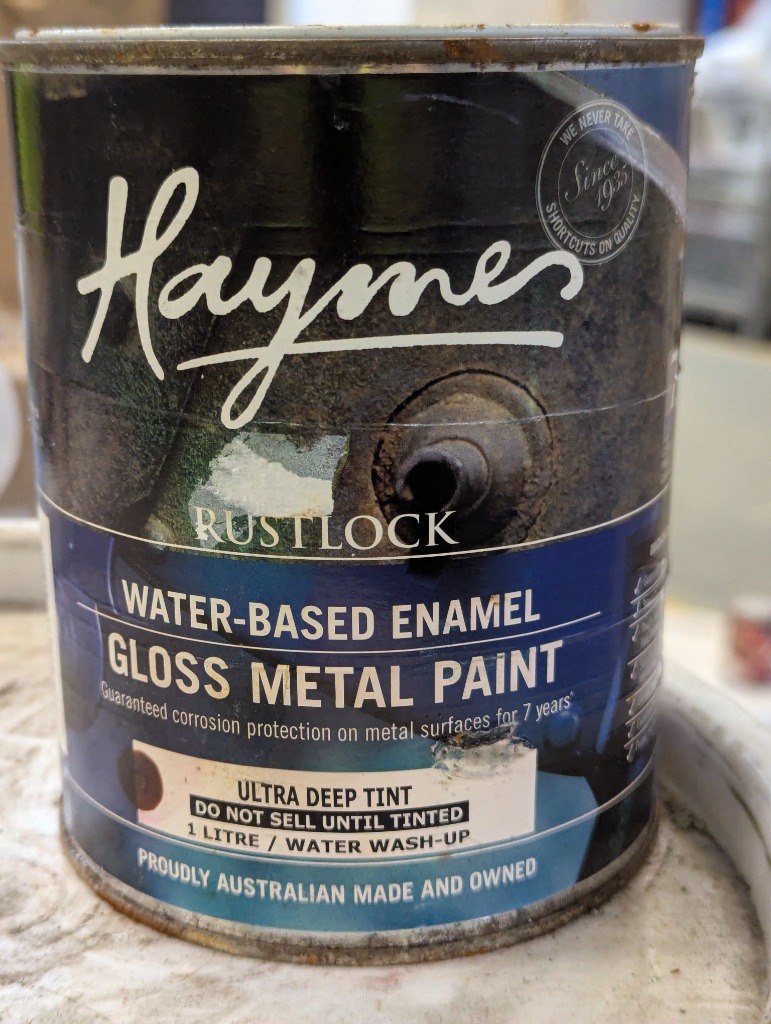 WE NEVER TAKE
Since
1935
SHORTCUTS ON QUALITY
Haymes
RUSTLOCK
WATER-BASED ENAMEL
GLOSS METAL PAINT
Guaranteed corrosion protection on metal surfaces for 7 years*
ULTRA DEEP TINT
DO NOT SELL UNTIL TINTED
1 LITRE / WATER WASH-UP
PROUDLY AUSTRALIAN MADE AND OWNED